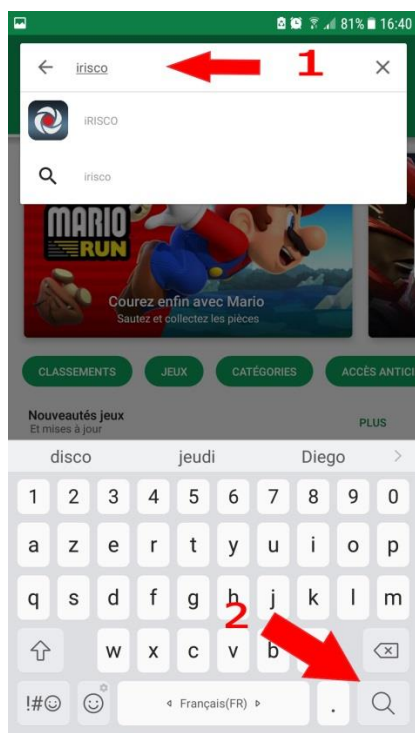 81% 16:40
irisco 1
iRISCO
irisco
MARIO
RUN
Courez enfin avec Mario
Sautez et collectez les pièces
CLASSEMENTS JEUX CATÉGORIES ACCÈS ANTICI
Nouveautés jeux
Et mises à jour
PLUS
disco jeudi Diego
1 2 3 4 5 6 7 8 9 0
a z e r t y u i o p
q s d f g h j k l m
2
w x c v b
!#☺ Français(FR) .